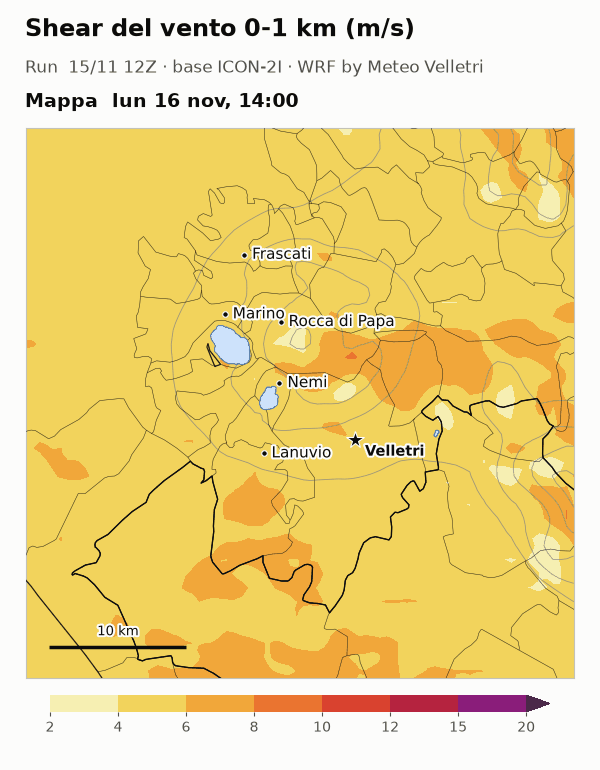 Shear del vento 0-1 km (m/s)
Run  15/11 12Z · base ICON-2I · WRF by Meteo Velletri
Mappa  lun 16 nov, 14:00
Frascati
Marino
Rocca di Papa
Nemi
Velletri
Lanuvio
10 km
2 4 6 8 10 12 15 20